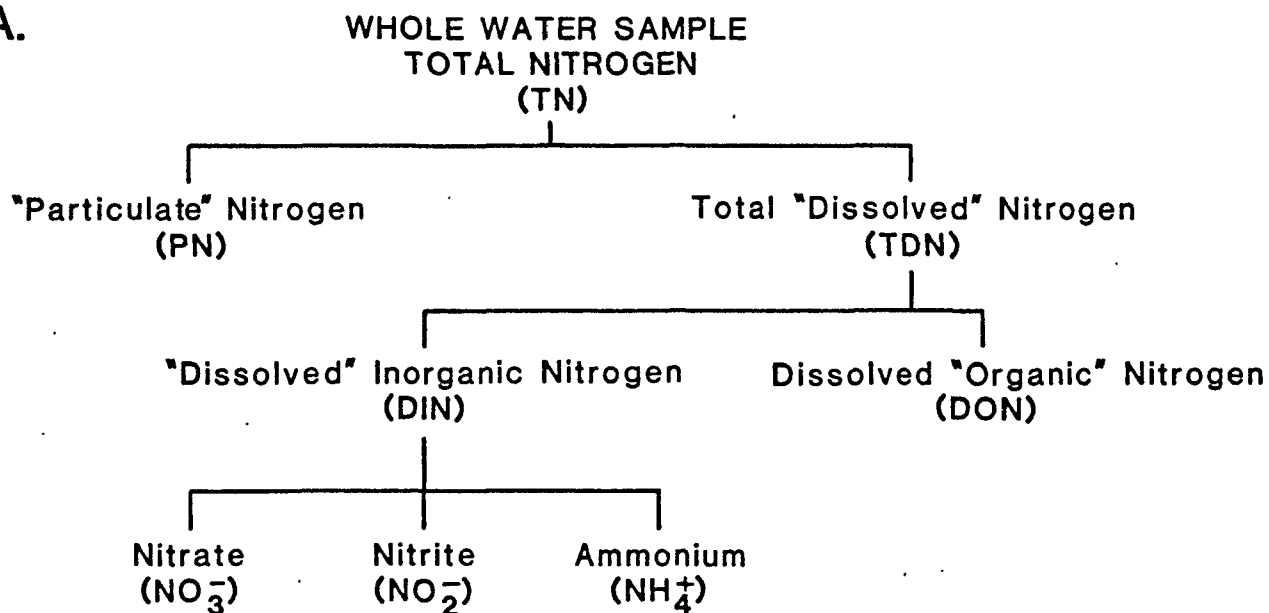 A.
WHOLE WATER SAMPLE
TOTAL NITROGEN
(TN)
"Particulate" Nitrogen
(PN)
Total "Dissolved" Nitrogen
(TDN)
"Dissolved" Inorganic Nitrogen
(DIN)
Dissolved "Organic" Nitrogen
(DON)
Nitrate
(NO₃⁻)
Nitrite
(NO₂⁻)
Ammonium
(NH₄⁺)